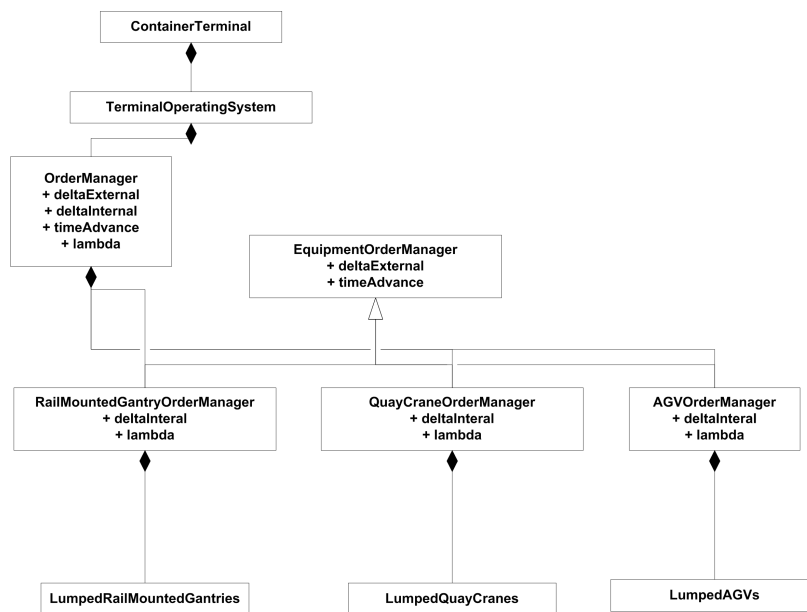 ContainerTerminal
TerminalOperatingSystem
OrderManager
+ deltaExternal
+ deltaInternal
+ timeAdvance
+ lambda
EquipmentOrderManager
+ deltaExternal
+ timeAdvance
RailMountedGantryOrderManager
+ deltaInteral
+ lambda
QuayCraneOrderManager
+ deltaInteral
+ lambda
AGVOrderManager
+ deltaInteral
+ lambda
LumpedRailMountedGantries
LumpedQuayCranes
LumpedAGVs